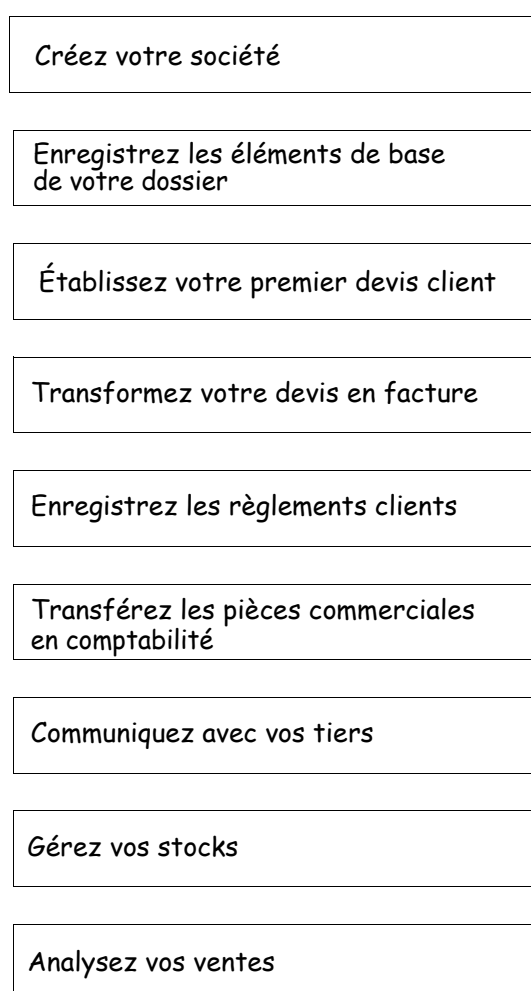 Créez votre société
Enregistrez les éléments de base
de votre dossier
Établissez votre premier devis client
Transformez votre devis en facture
Enregistrez les règlements clients
Transférez les pièces commerciales
en comptabilité
Communiquez avec vos tiers
Gérez vos stocks
Analysez vos ventes